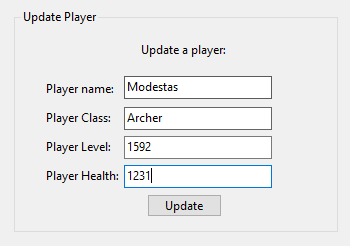 Update Player
Update a player:
Player name: Modestas
Player Class: Archer
Player Level: 1592
Player Health: 1231
Update